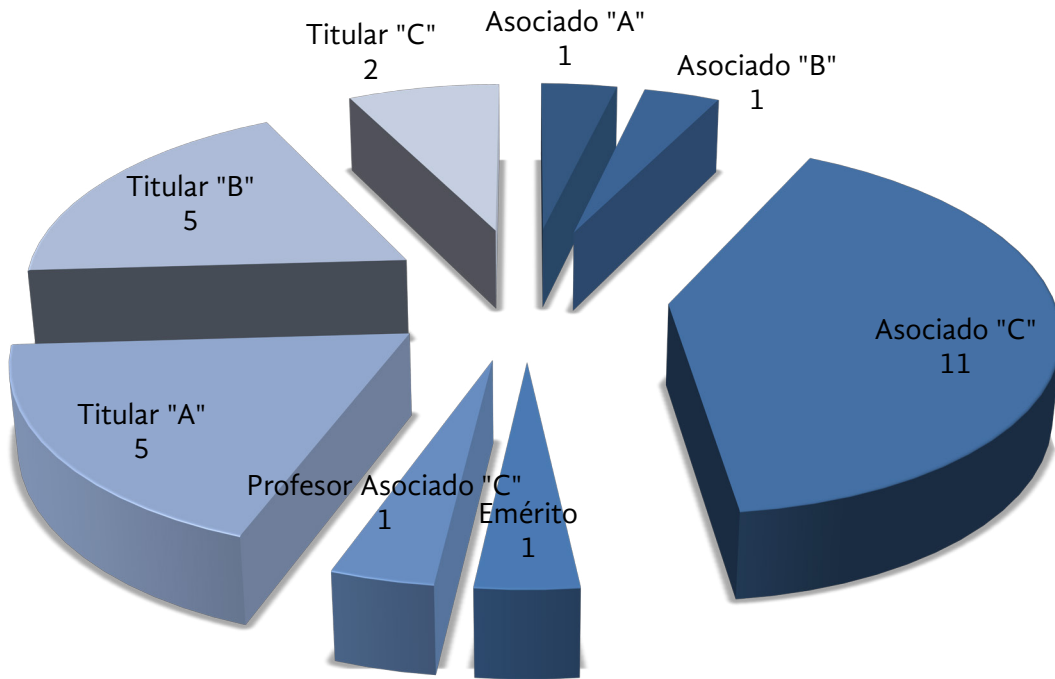 Titular "C"
2
Asociado "A"
1
Asociado "B"
1
Titular "B"
5
Asociado "C"
11
Titular "A"
5
Profesor Asociado "C"
1
Emérito
1